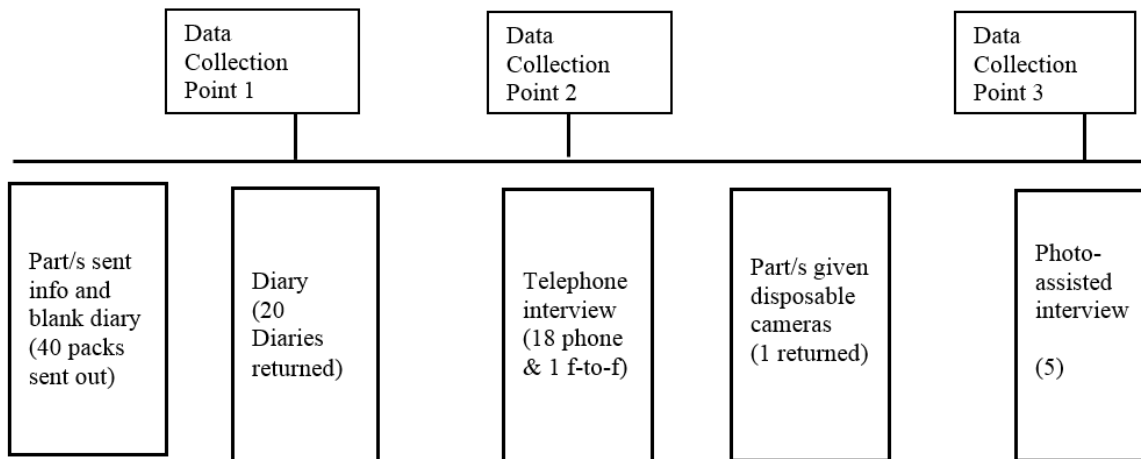 Data
Collection
Point 1
Data
Collection
Point 2
Data
Collection
Point 3
Part/s sent
info and
blank diary
(40 packs
sent out)
Diary
(20
Diaries
returned)
Telephone
interview
(18 phone
& 1 f-to-f)
Part/s given
disposable
cameras
(1 returned)
Photo-
assisted
interview
(5)